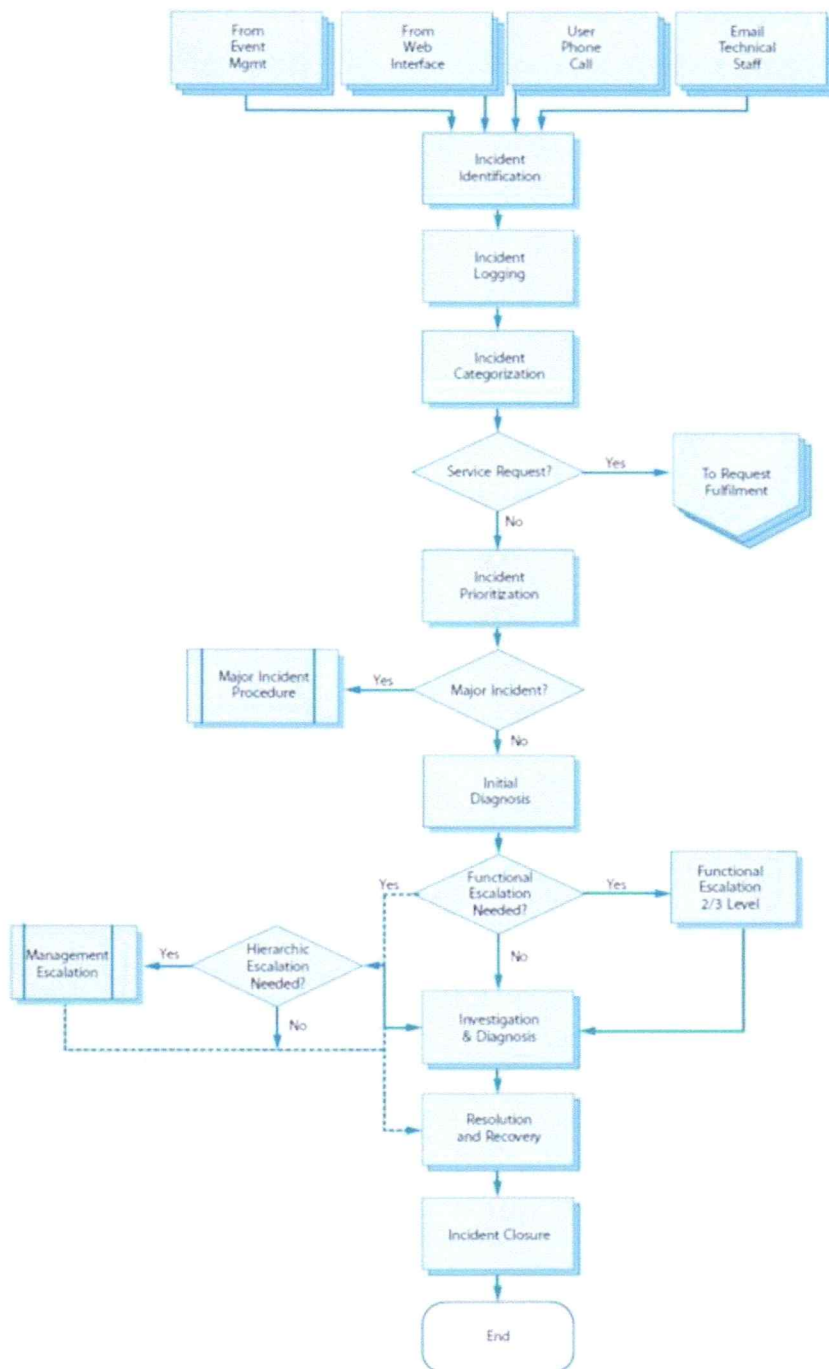 From
Event
Mgmt
From
Web
Interface
User
Phone
Call
Email
Technical
Staff
Incident
Identification
Incident
Logging
Incident
Categorization
Service Request?
Yes
To Request
Fulfilment
No
Incident
Prioritization
Major Incident
Procedure
Yes
Major Incident?
No
Initial
Diagnosis
Yes
Functional
Escalation
Needed?
Yes
Functional
Escalation
2/3 Level
Management
Escalation
Yes
Hierarchic
Escalation
Needed?
No
No
Investigation
& Diagnosis
Resolution
and Recovery
Incident Closure
End